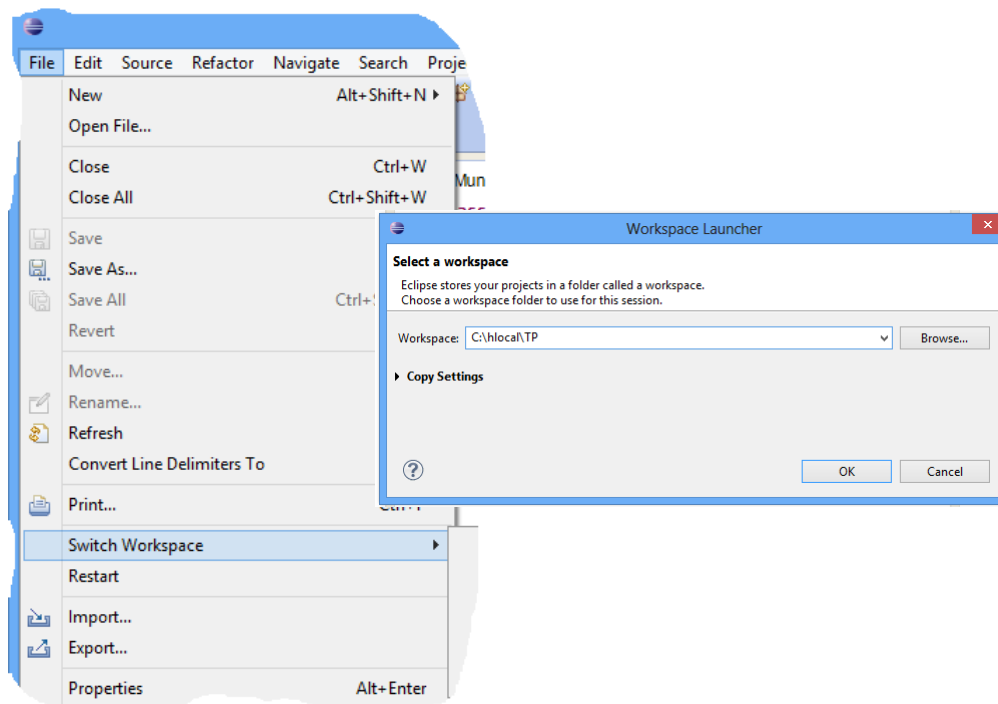 File Edit Source Refactor Navigate Search Proje
New Alt+Shift+N
Open File...
Close Ctrl+W
Mun
Close All Ctrl+Shift+W
Save
Save As...
Save All Ctrl+
Revert
Move...
Rename...
Refresh
Convert Line Delimiters To
Print...
Switch Workspace
Restart
Import...
Export...
Properties Alt+Enter
Workspace Launcher
Select a workspace
Eclipse stores your projects in a folder called a workspace.
Choose a workspace folder to use for this session.
Workspace: C:\hlocal\TP Browse...
Copy Settings
OK Cancel